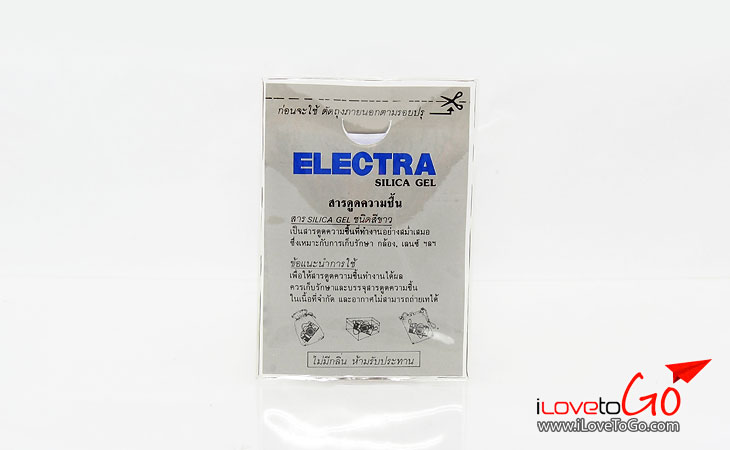 ก่อนจะใช้ ตัดถุงภายนอกตามรอยปรุ
ELECTRA
SILICA GEL
สารดูดความชื้น
สาร SILICA GEL ชนิดสีขาว
เป็นสารดูดความชื้นที่ทำงานอย่างสม่ำเสมอ
ซึ่งเหมาะกับการเก็บรักษา กล้อง, เลนซ์ ฯลฯ
ข้อแนะนำการใช้
เพื่อให้สารดูดความชื้นทำงานได้ผล
ควรเก็บรักษาและบรรจุสารดูดความชื้น
ในเนื้อที่จำกัด และอากาศไม่สามารถถ่ายเทได้
ไม่มีกลิ่น ห้ามรับประทาน
iLovetoGo
www.iLoveToGo.com